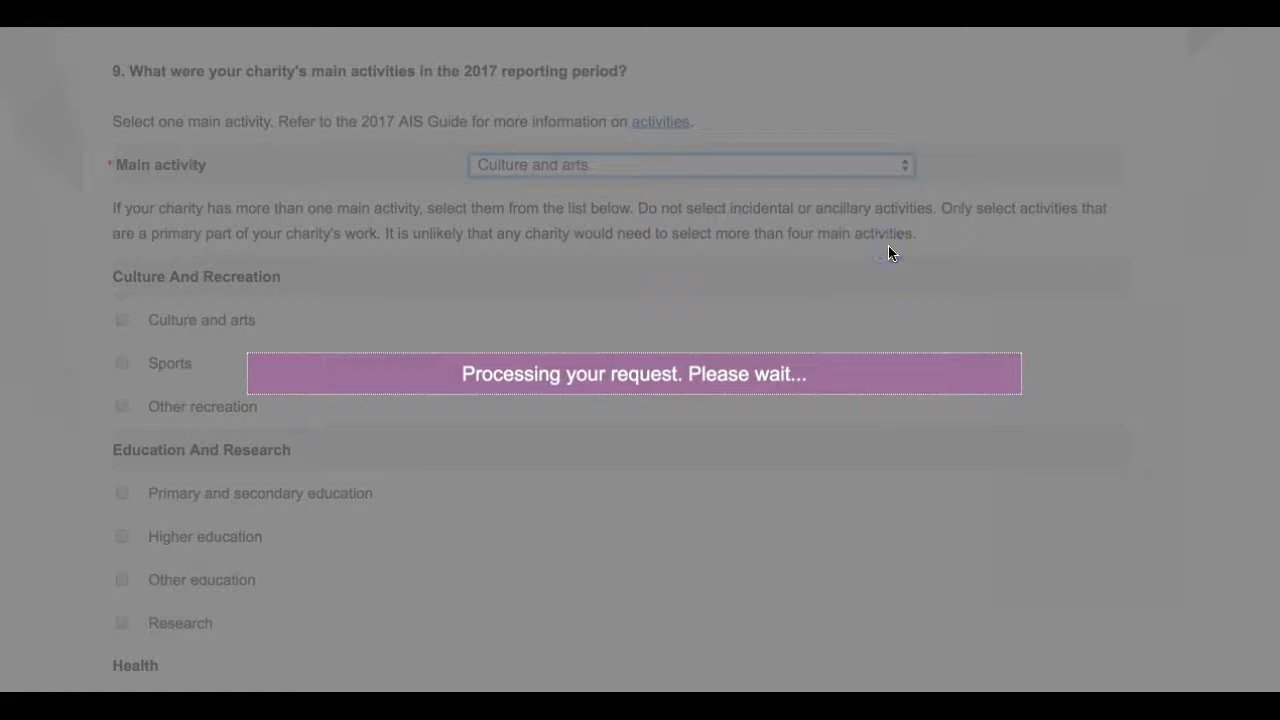 9. What were your charity's main activities in the 2017 reporting period?
Select one main activity. Refer to the 2017 AIS Guide for more information on activities.
* Main activity
Culture and arts
If your charity has more than one main activity, select them from the list below. Do not select incidental or ancillary activities. Only select activities that
are a primary part of your charity's work. It is unlikely that any charity would need to select more than four main activities.
Culture And Recreation
Culture and arts
Sports
Processing your request. Please wait...
Other recreation
Education And Research
Primary and secondary education
Higher education
Other education
Research
Health